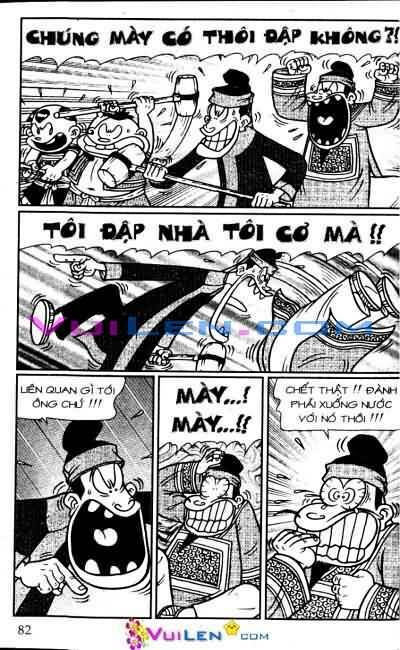 CHÚNG MÀY CÓ THÔI ĐẬP KHÔNG?!
TÔI ĐẬP NHÀ TÔI CƠ MÀ !!
VUILEN.COM
LIÊN QUAN GÌ TỚI
ÔNG CHỨ !!!
MÀY...!
MÀY...!!
CHẾT THẬT !! ĐÀNH
PHẢI XUỐNG NƯỚC
VỚI NÓ THÔI !!!
82
VUILEN.COM